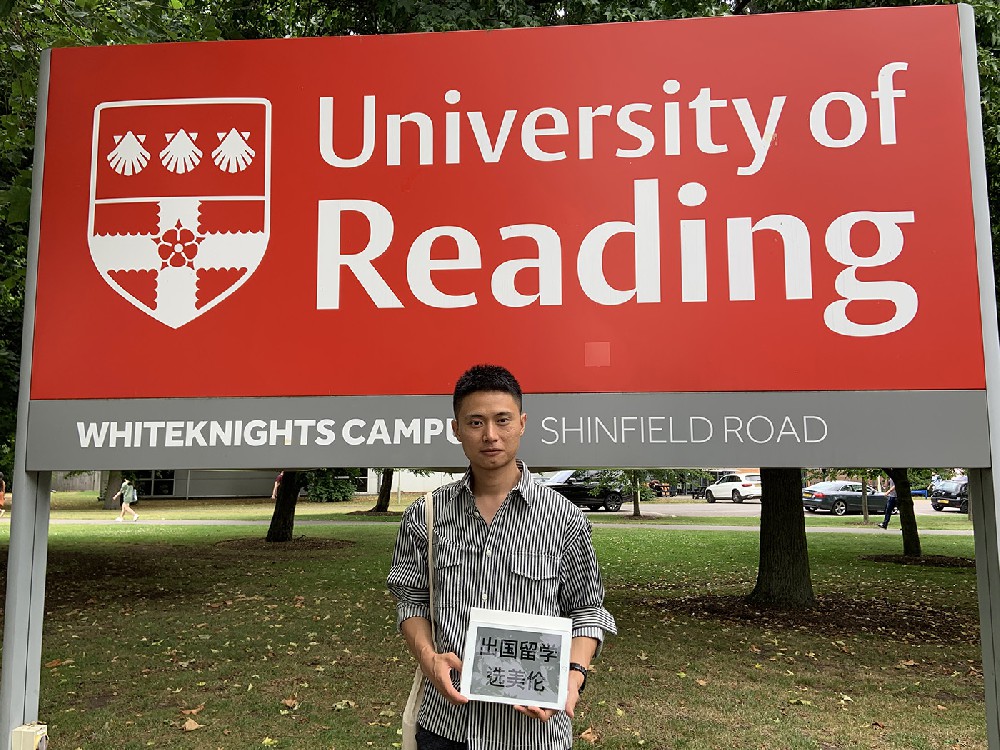 University of
Reading
WHITEKNIGHTS CAMPU SHINFIELD ROAD
出国留学
选美伦